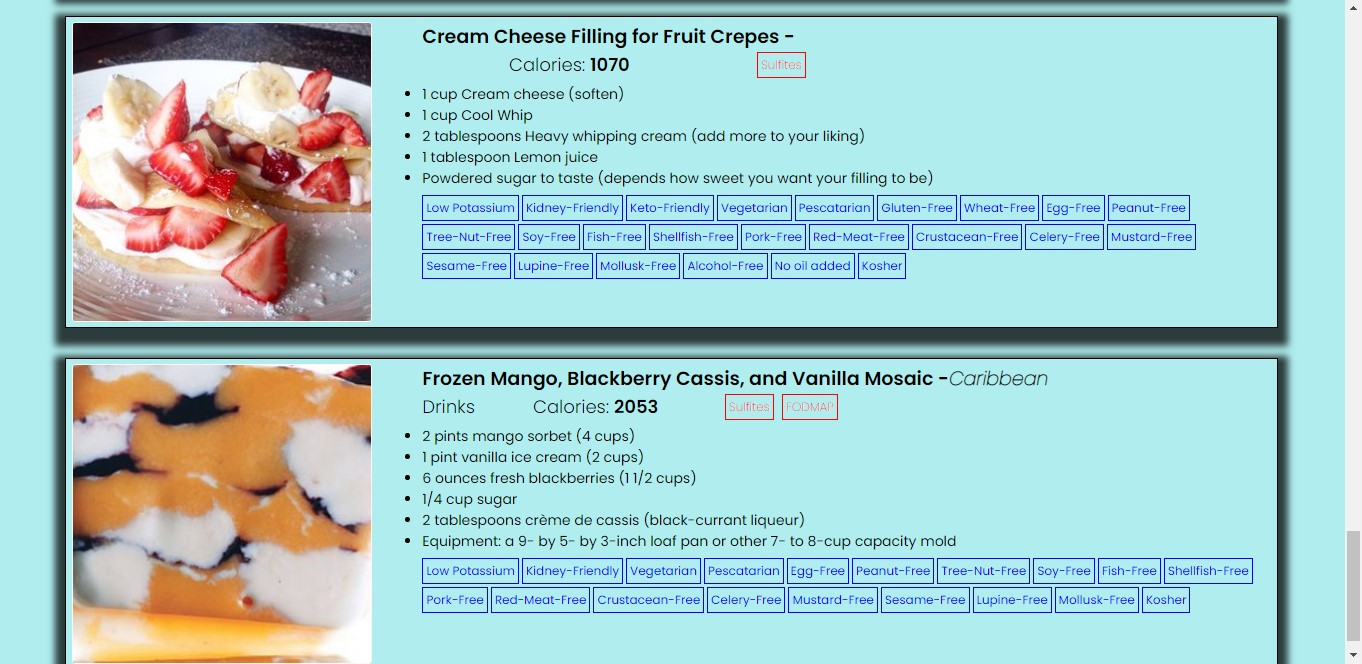 Cream Cheese Filling for Fruit Crepes -
Calories: 1070 Sulfites
1 cup Cream cheese (soften)
1 cup Cool Whip
2 tablespoons Heavy whipping cream (add more to your liking)
1 tablespoon Lemon juice
Powdered sugar to taste (depends how sweet you want your filling to be)
Low Potassium Kidney-Friendly Keto-Friendly Vegetarian Pescatarian Gluten-Free Wheat-Free Egg-Free Peanut-Free
Tree-Nut-Free Soy-Free Fish-Free Shellfish-Free Pork-Free Red-Meat-Free Crustacean-Free Celery-Free Mustard-Free
Sesame-Free Lupine-Free Mollusk-Free Alcohol-Free No oil added Kosher
Frozen Mango, Blackberry Cassis, and Vanilla Mosaic -Caribbean
Drinks Calories: 2053 Sulfites FODMAP
2 pints mango sorbet (4 cups)
1 pint vanilla ice cream (2 cups)
6 ounces fresh blackberries (1 1/2 cups)
1/4 cup sugar
2 tablespoons crème de cassis (black-currant liqueur)
Equipment: a 9- by 5- by 3-inch loaf pan or other 7- to 8-cup capacity mold
Low Potassium Kidney-Friendly Vegetarian Pescatarian Egg-Free Peanut-Free Tree-Nut-Free Soy-Free Fish-Free Shellfish-Free
Pork-Free Red-Meat-Free Crustacean-Free Celery-Free Mustard-Free Sesame-Free Lupine-Free Mollusk-Free Kosher